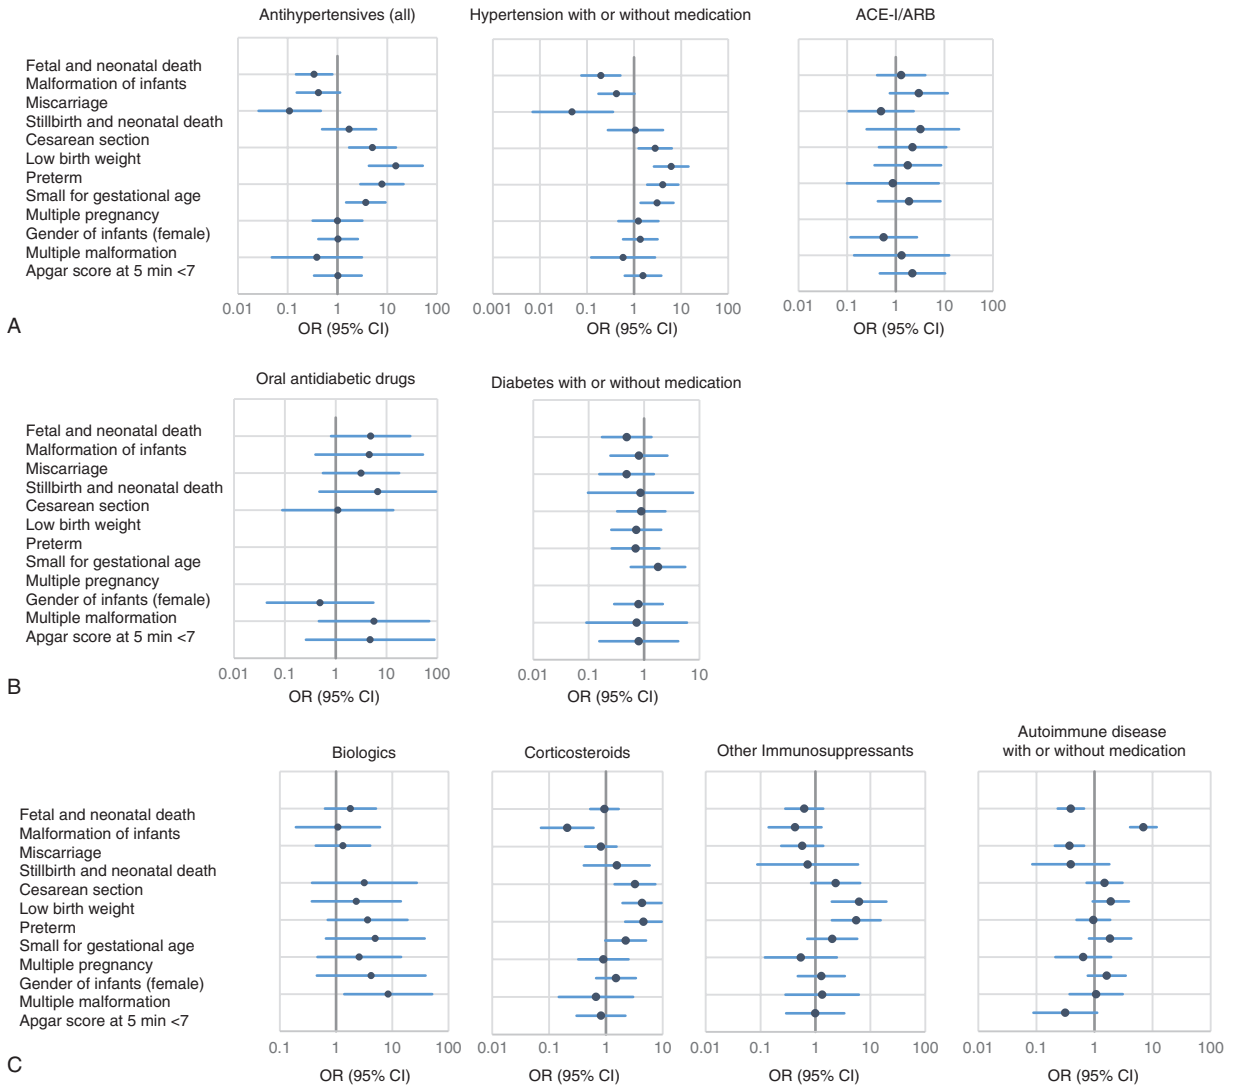 Antihypertensives (all)
Hypertension with or without medication
ACE-I/ARB
Fetal and neonatal death
Malformation of infants
Miscarriage
Stillbirth and neonatal death
Cesarean section
Low birth weight
Preterm
Small for gestational age
Multiple pregnancy
Gender of infants (female)
Multiple malformation
Apgar score at 5 min <7
0.01 0.1 1 10 100
0.001 0.01 0.1 1 10 100
0.01 0.1 1 10 100
A
OR (95% CI)
OR (95% CI)
OR (95% CI)
Oral antidiabetic drugs
Diabetes with or without medication
Fetal and neonatal death
Malformation of infants
Miscarriage
Stillbirth and neonatal death
Cesarean section
Low birth weight
Preterm
Small for gestational age
Multiple pregnancy
Gender of infants (female)
Multiple malformation
Apgar score at 5 min <7
0.01 0.1 1 10 100
0.01 0.1 1 10
B
OR (95% CI)
OR (95% CI)
Biologics
Corticosteroids
Other Immunosuppressants
Autoimmune disease
with or without medication
Fetal and neonatal death
Malformation of infants
Miscarriage
Stillbirth and neonatal death
Cesarean section
Low birth weight
Preterm
Small for gestational age
Multiple pregnancy
Gender of infants (female)
Multiple malformation
Apgar score at 5 min <7
0.1 1 10 100
0.01 0.1 1 10
0.01 0.1 1 10 100
0.01 0.1 1 10 100
C
OR (95% CI)
OR (95% CI)
OR (95% CI)
OR (95% CI)